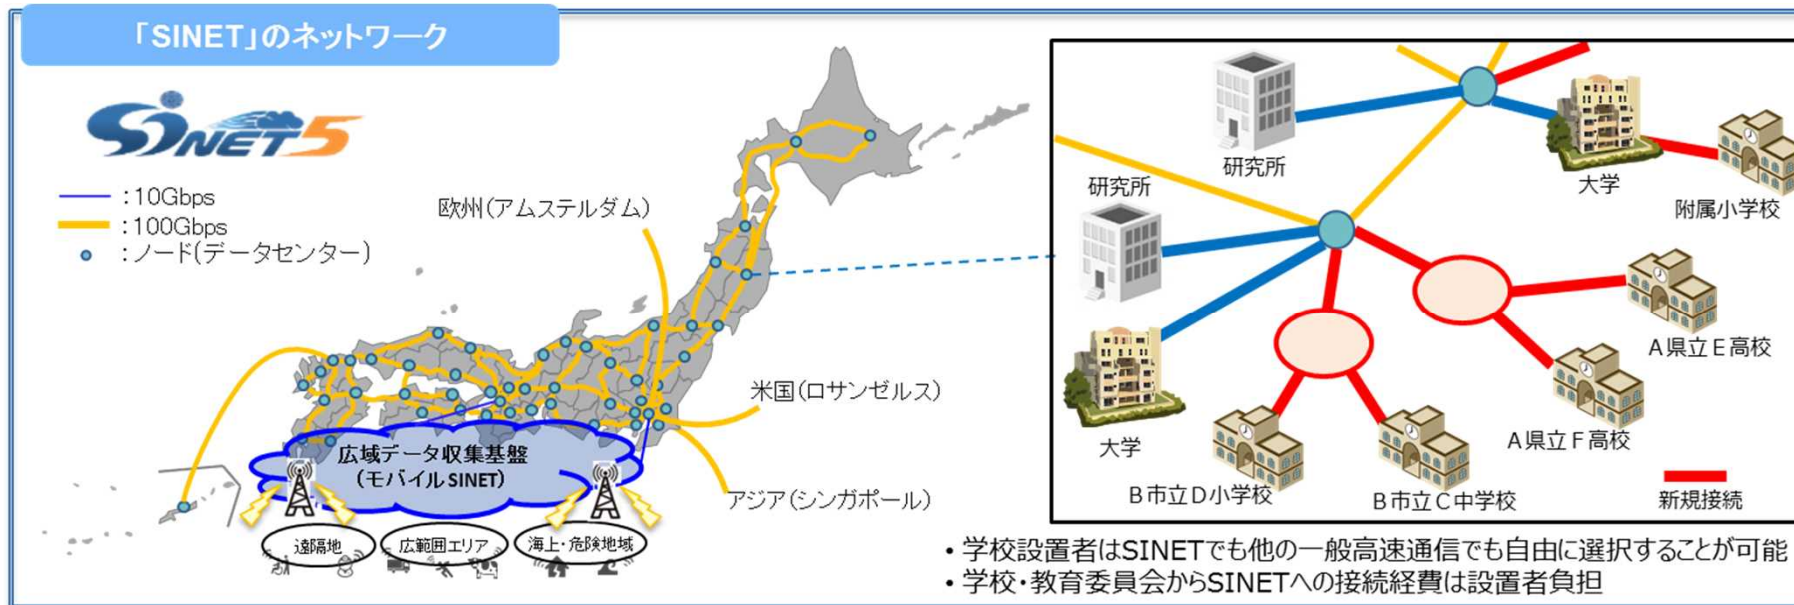 「SINET」のネットワーク
SINET5
：10Gbps
：100Gbps
：ノード(データセンター)
欧州(アムステルダム)
米国(ロサンゼルス)
アジア(シンガポール)
広域データ収集基盤
(モバイルSINET)
遠隔地
広範囲エリア
海上・危険地域
研究所
大学
附属小学校
研究所
大学
A県立E高校
A県立F高校
B市立D小学校
B市立C中学校
新規接続
• 学校設置者はSINETでも他の一般高速通信でも自由に選択することが可能
• 学校・教育委員会からSINETへの接続経費は設置者負担